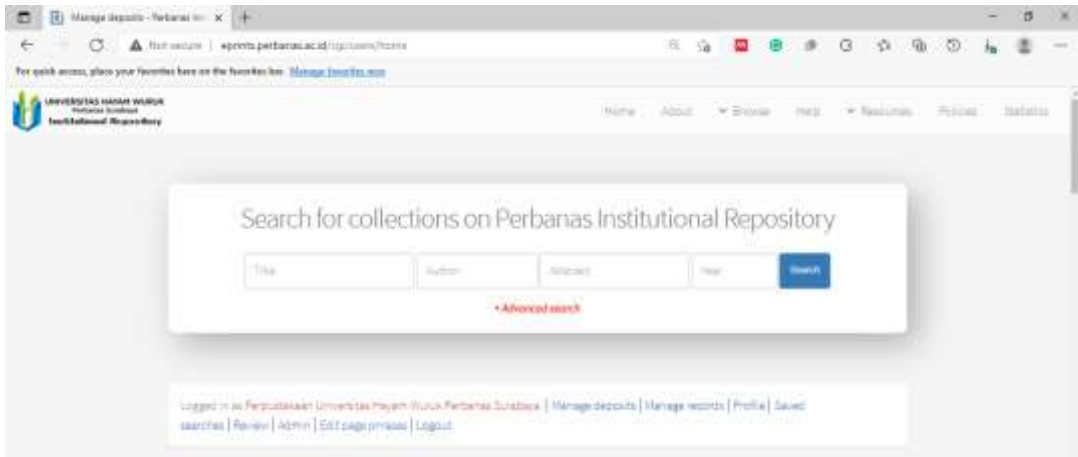 Manage deposits - Perbanas
Not secure | eprints.perbanas.ac.id/cgi/users/home
For quick access, place your favorites here on the favorites bar. Manage favorites now
UNIVERSITAS HAYAM WURUK
Perbanas Surabaya
Institutional Repository
Home About Browse Help Resources Policies Statistics
Search for collections on Perbanas Institutional Repository
Title Author Abstract Year Search
+ Advanced search
Logged in as Perpustakaan Universitas Hayam Wuruk Perbanas Surabaya | Manage deposits | Manage records | Profile | Saved
searches | Review | Admin | Edit page phrases | Logout